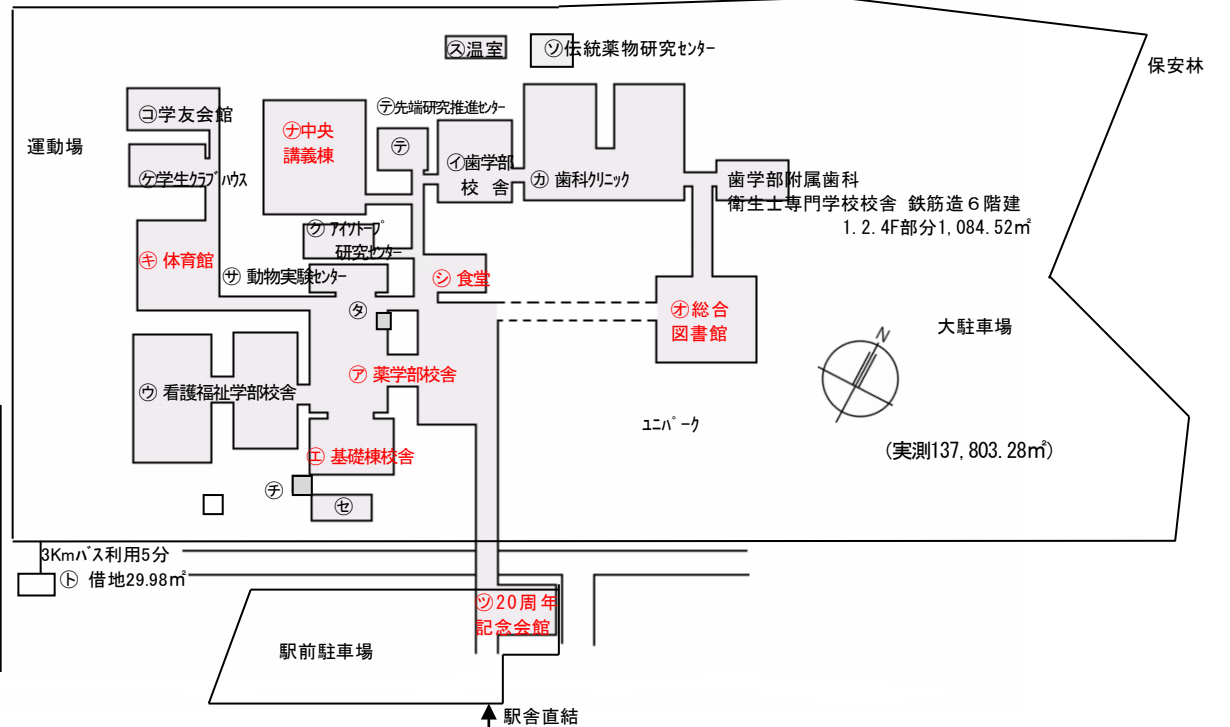 ㋜温室
㋞伝統薬物研究センター
保安林
㋙学友会館
㋤中央
講義棟
㋢先端研究推進センター
㋢
運動場
㋘学生クラブハウス
㋑歯学部
校 舎
㋕ 歯科クリニック
歯学部附属歯科
衛生士専門学校校舎 鉄筋造6階建
1.2.4F部分1,084.52㎡
㋗ アイソトープ
研究センター
㋖ 体育館
㋚ 動物実験センター
㋛ 食堂
㋟
㋔総合
図書館
大駐車場
N
㋐ 薬学部校舎
㋒ 看護福祉学部校舎
ユニパーク
(実測137,803.28㎡)
㋓ 基礎棟校舎
㋠
㋝
3Kmバス利用5分
㋣ 借地29.98㎡
㋡20周年
記念会館
駅前駐車場
駅舎直結